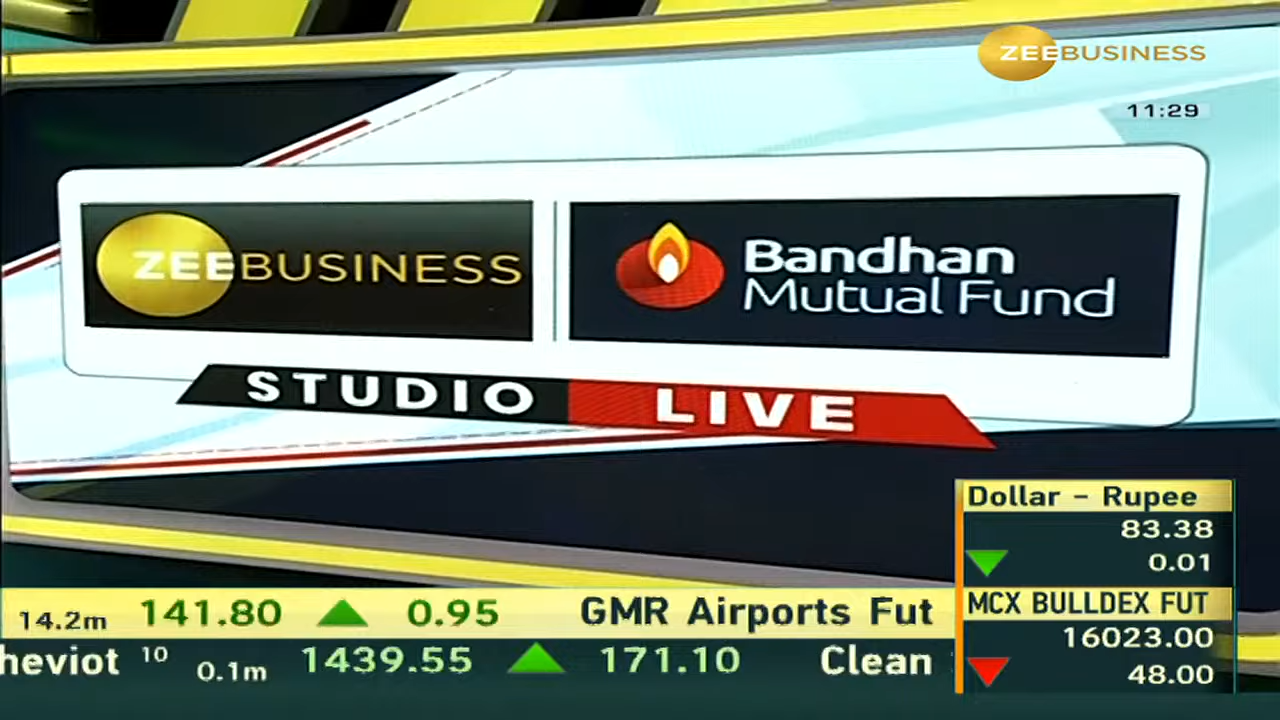 ZEEBUSINESS
11:29
ZEEBUSINESS
Bandhan
Mutual Fund
STUDIO LIVE
Dollar - Rupee
83.38
0.01
MCX BULLDEX FUT
16023.00
48.00
14.2m 141.80 0.95 GMR Airports Fut
heviot 10 0.1m 1439.55 171.10 Clean